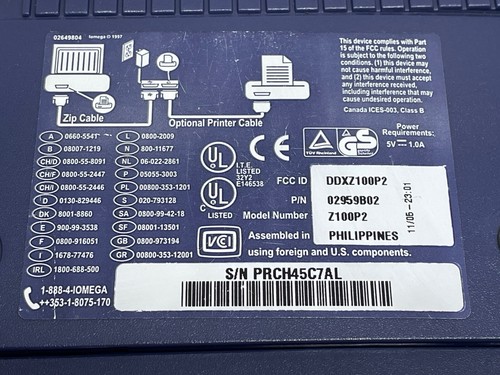 02649804 Iomega © 1997
This device complies with Part
15 of the FCC rules. Operation
is subject to the following two
conditions. (1) this device may
not cause harmful interference,
and (2) this device must accept
any interference received,
including interference that may
cause undesired operation.
Canada ICES-003, Class B
Zip Cable
Optional Printer Cable
A 0660-5541
B 08007-1219
CH/D 0800-55-8091
CH/F 0800-55-2447
CH/I 0800-55-2446
D 0130-829446
DK 8001-8860
E 900-99-3538
F 0800-916051
I 1678-77476
IRL 1800-688-500
L 0800-2009
N 800-11677
NL 06-022-2861
P 05055-3003
PL 00800-353-1201
S 020-793128
SA 0800-99-42-18
SF 08001-13501
GB 0800-973194
GR 00800-353-12001
UL
I.T.E.
LISTED
32Y2
E146538
C UL
LISTED
CE
TÜV Rheinland
GS
Power
Requirements:
5V 1.0A
FCC ID DDXZ100P2
P/N 02959B02
Model Number Z100P2
Assembled in PHILIPPINES
11/05-23:01
VCI
using foreign and U.S. components.
1-888-4-IOMEGA
++353-1-8075-170
S/N PRCH45C7AL